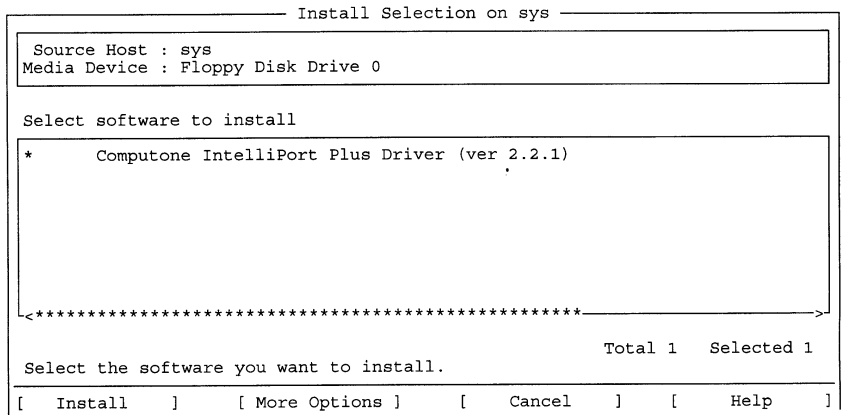 Install Selection on sys
Source Host : sys
Media Device : Floppy Disk Drive 0
Select software to install
* Computone IntelliPort Plus Driver (ver 2.2.1)
<*****************************************************>
Total 1 Selected 1
Select the software you want to install.
[ Install ] [ More Options ] [ Cancel ] [ Help ]